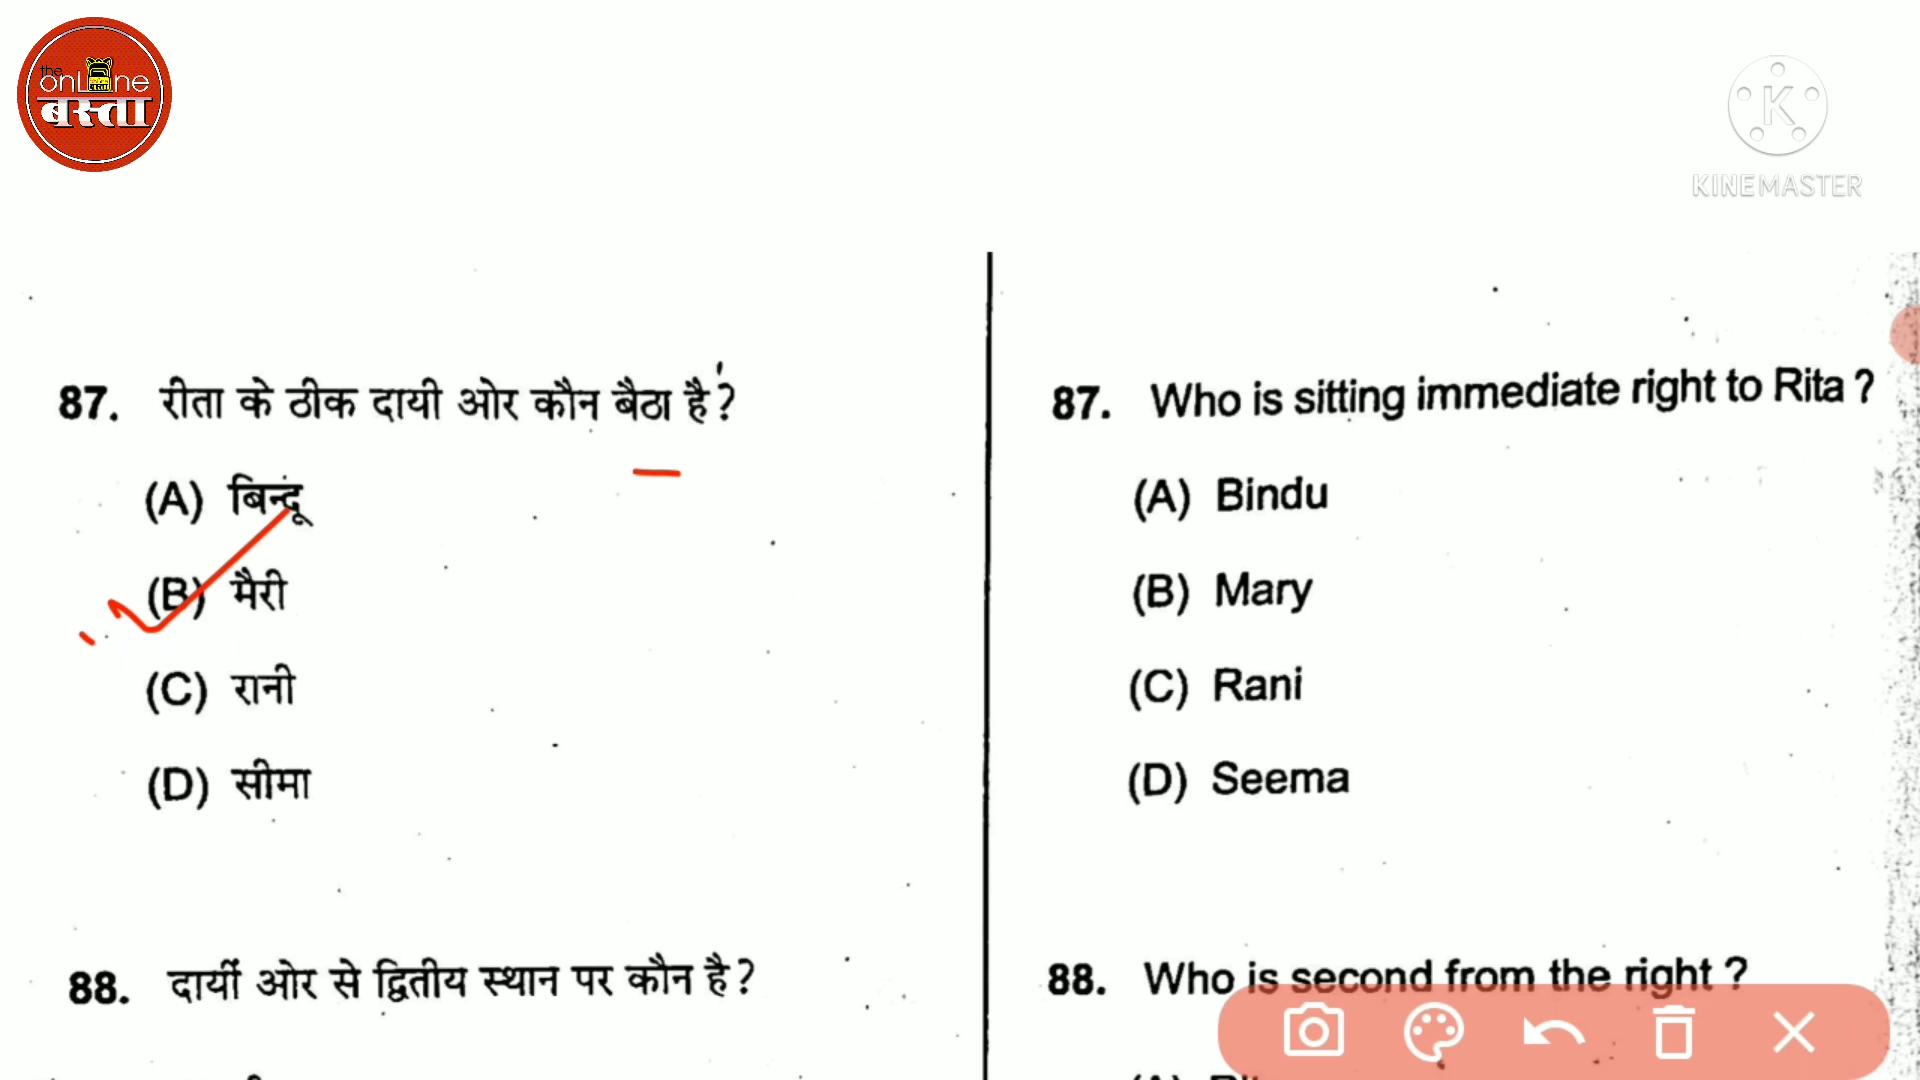 the
onLine
बस्ता
KINEMASTER
87. रीता के ठीक दायी ओर कौन बैठा है?
(A) बिन्दू
(B) मैरी
(C) रानी
(D) सीमा
88. दायीं ओर से द्वितीय स्थान पर कौन है?
87. Who is sitting immediate right to Rita ?
(A) Bindu
(B) Mary
(C) Rani
(D) Seema
88. Who is second from the right ?